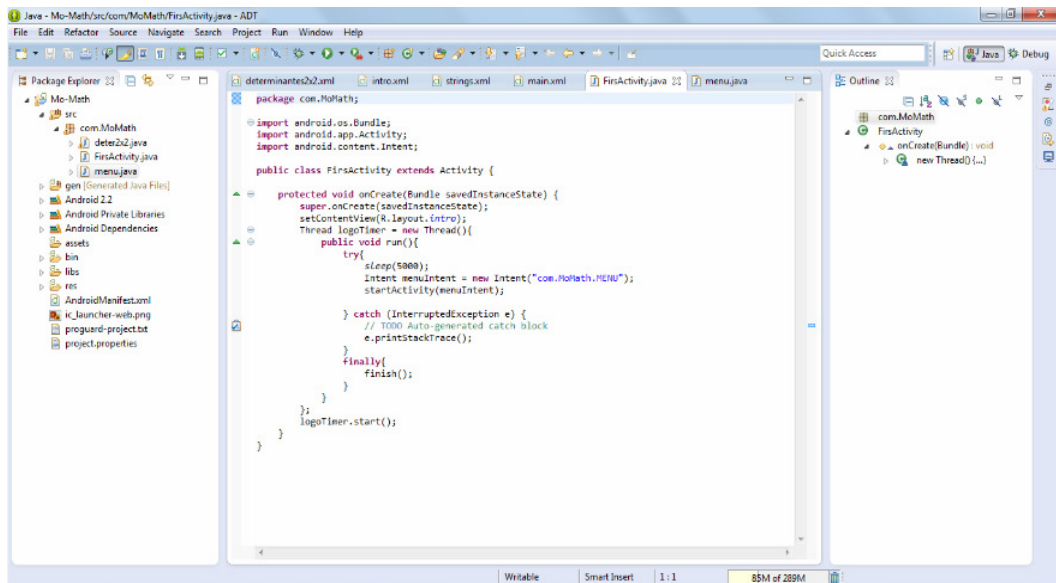 Java - Mo-Math/src/com/MoMath/FirsActivity.java - ADT
File Edit Refactor Source Navigate Search Project Run Window Help
Quick Access
Java
Debug
Package Explorer
Mo-Math
src
com.MoMath
deter2x2.java
FirsActivity.java
menu.java
gen [Generated Java Files]
Android 2.2
Android Private Libraries
Android Dependencies
assets
bin
libs
res
AndroidManifest.xml
ic_launcher-web.png
proguard-project.txt
project.properties
determinantes2x2.xml
intro.xml
strings.xml
main.xml
FirsActivity.java
menu.java
package com.MoMath;
import android.os.Bundle;
import android.app.Activity;
import android.content.Intent;
public class FirsActivity extends Activity {
protected void onCreate(Bundle savedInstanceState) {
super.onCreate(savedInstanceState);
setContentView(R.layout.intro);
Thread logoTimer = new Thread(){
public void run(){
try{
sleep(5000);
Intent menuIntent = new Intent("com.MoMath.MENU");
startActivity(menuIntent);
} catch (InterruptedException e) {
// TODO Auto-generated catch block
e.printStackTrace();
}
finally{
finish();
}
}
};
logoTimer.start();
}
}
Outline
com.MoMath
FirsActivity
onCreate(Bundle) : void
new Thread() {...}
Writable
Smart Insert
1 : 1
85M of 289M